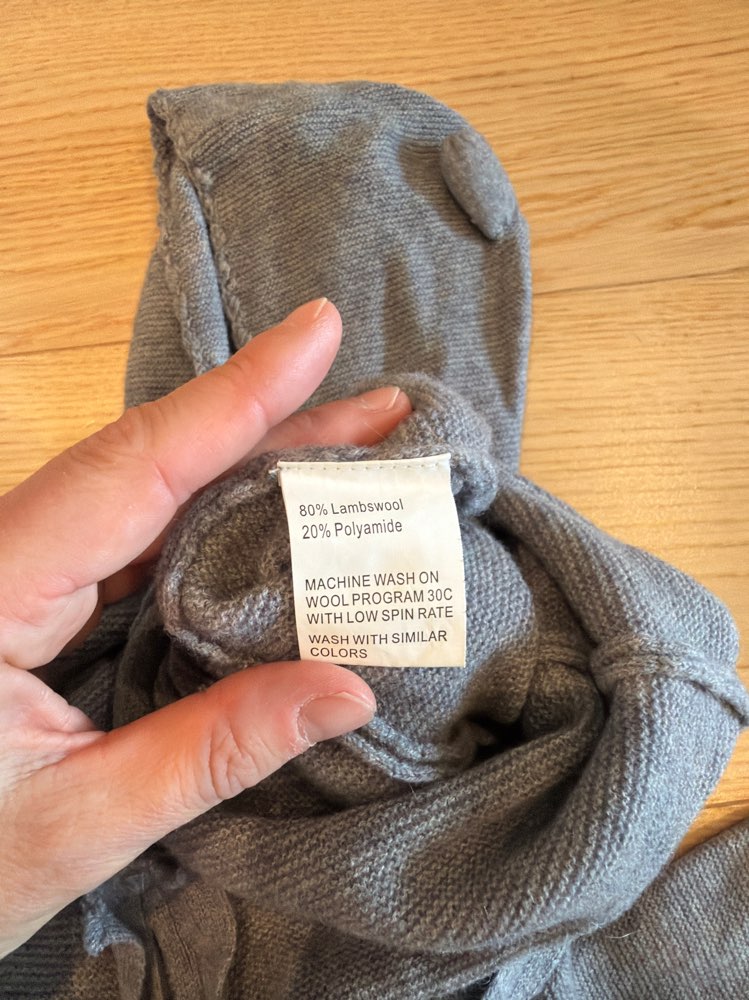 80% Lambswool
20% Polyamide
MACHINE WASH ON
WOOL PROGRAM 30C
WITH LOW SPIN RATE
WASH WITH SIMILAR
COLORS